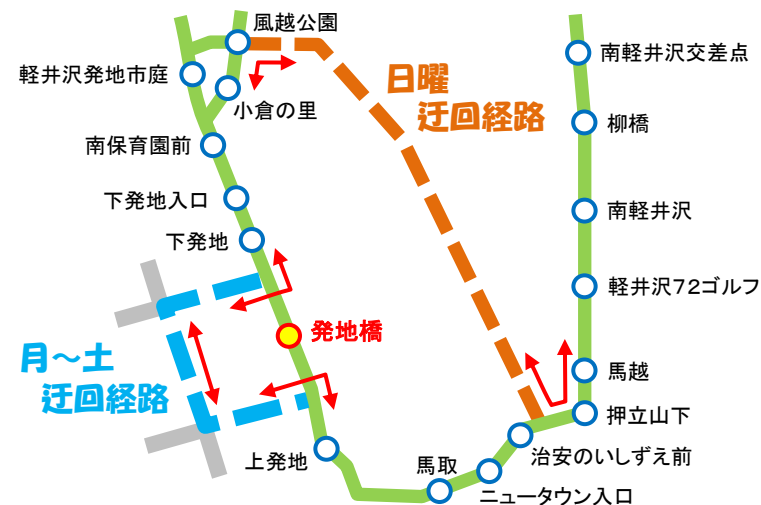 風越公園
軽井沢発地市庭
小倉の里
南保育園前
下発地入口
下発地
発地橋
月～土
迂回経路
上発地
馬取
ニュータウン入口
治安のいしずえ前
押立山下
馬越
軽井沢72ゴルフ
南軽井沢
柳橋
南軽井沢交差点
日曜
迂回経路